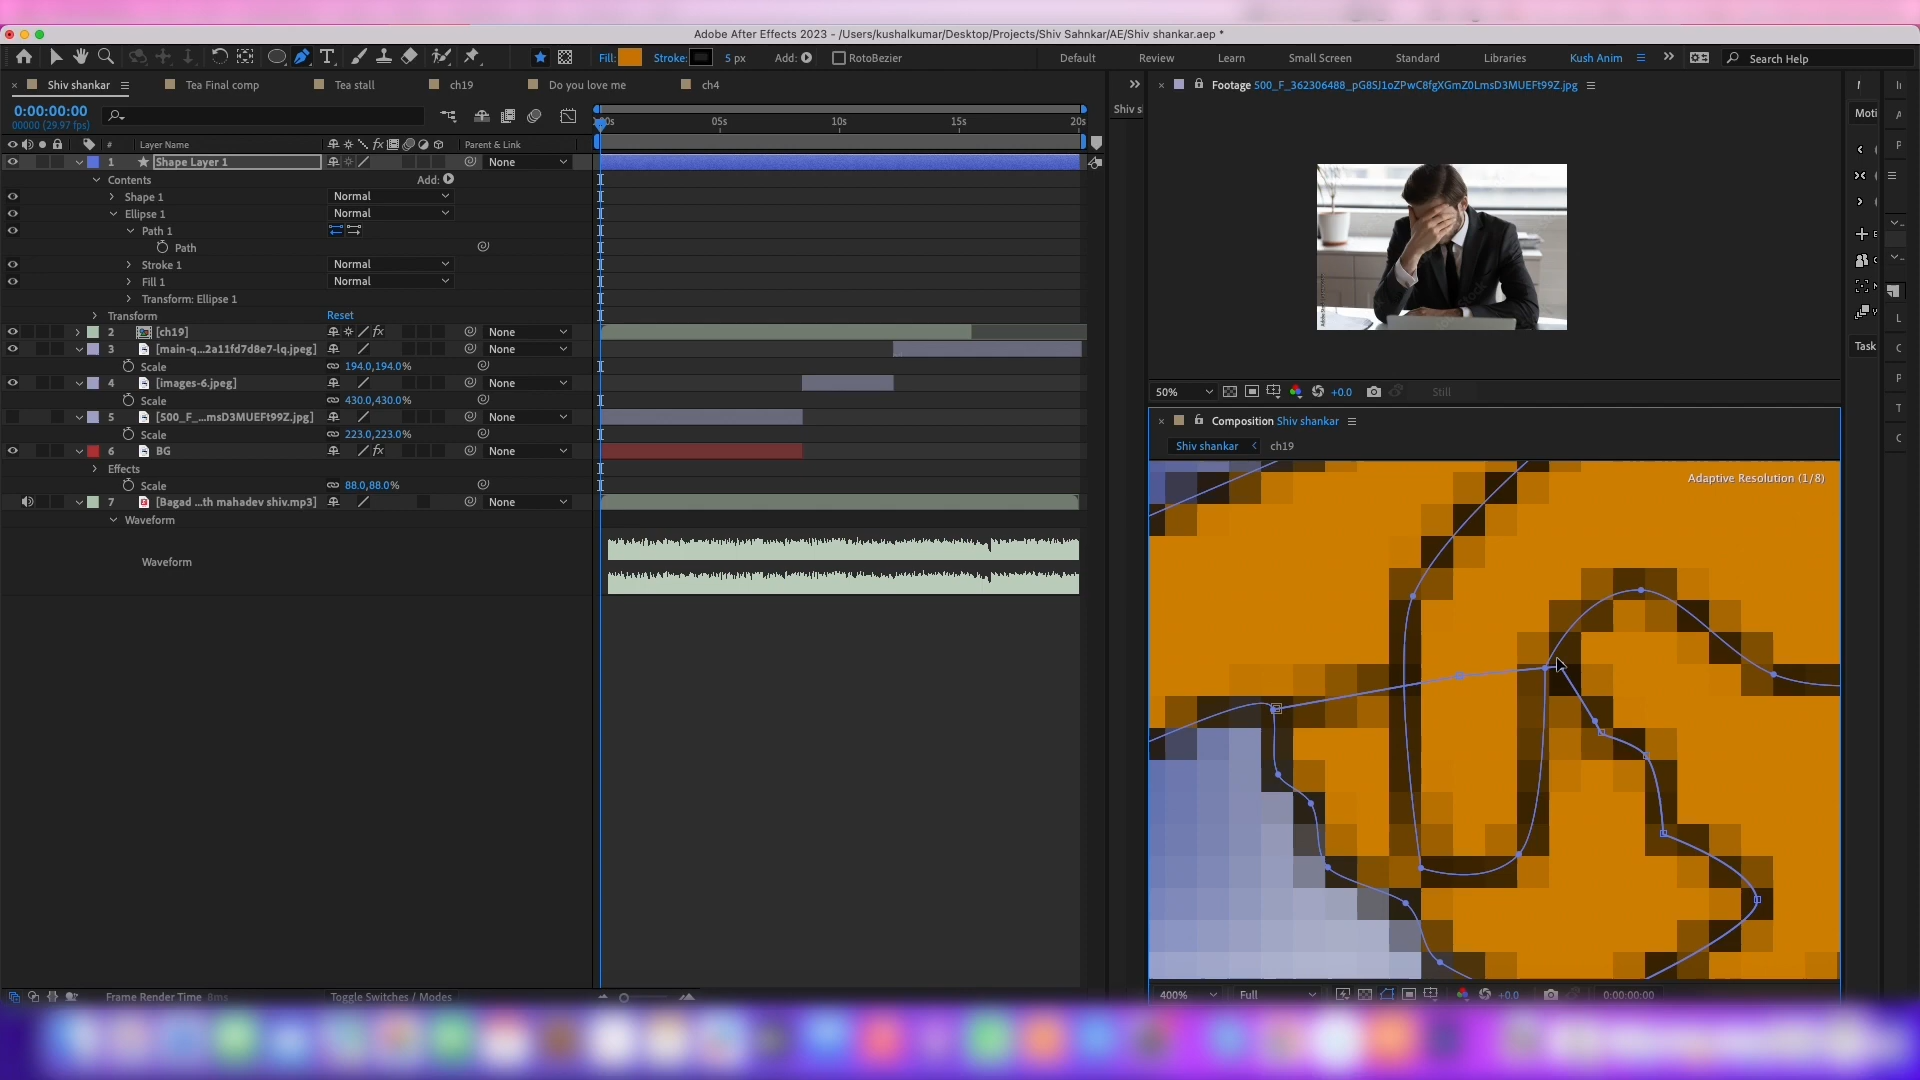 Adobe After Effects 2023 - /Users/kushalkumar/Desktop/Projects/Shiv Sahnkar/AE/Shiv shankar.aep *
Fill: Stroke: 5 px Add: RotoBezier Default Review Learn Small Screen Standard Libraries Kush Anim Search Help
Shiv shankar Tea Final comp Tea stall ch19 Do you love me ch4
0:00:00:00
00000 (29.97 fps)
05s 10s 15s 20s
# Layer Name Parent & Link
1 Shape Layer 1 None
Contents Add:
Shape 1 Normal
Ellipse 1 Normal
Path 1
Path
Stroke 1 Normal
Fill 1 Normal
Transform: Ellipse 1
Transform Reset
2 [ch19] fx None
3 [main-q...2a11fd7d8e7-lq.jpeg] None
Scale 194.0,194.0%
4 [images-6.jpeg] None
Scale 430.0,430.0%
5 [500_F_...msD3MUEFt99Z.jpg] None
Scale 223.0,223.0%
6 BG fx None
Effects
Scale 88.0,88.0%
7 [Bagad ...th mahadev shiv.mp3] None
Waveform
Waveform
Frame Render Time 8ms Toggle Switches / Modes
Shiv s
Footage 500_F_362306488_pG8SJ1oZPwC8fgXGmZ0LmsD3MUEFt99Z.jpg
50% +0.0 Still
Composition Shiv shankar
Shiv shankar ch19
Adaptive Resolution (1/8)
400% Full +0.0 0:00:00:00
Moti
Task